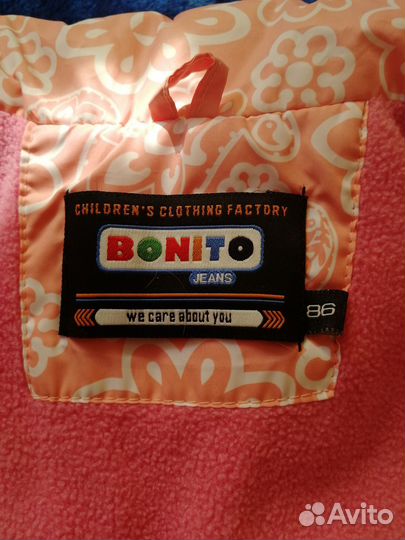 CHILDREN'S CLOTHING FACTORY
BONITO
JEANS
we care about you
86
Avito